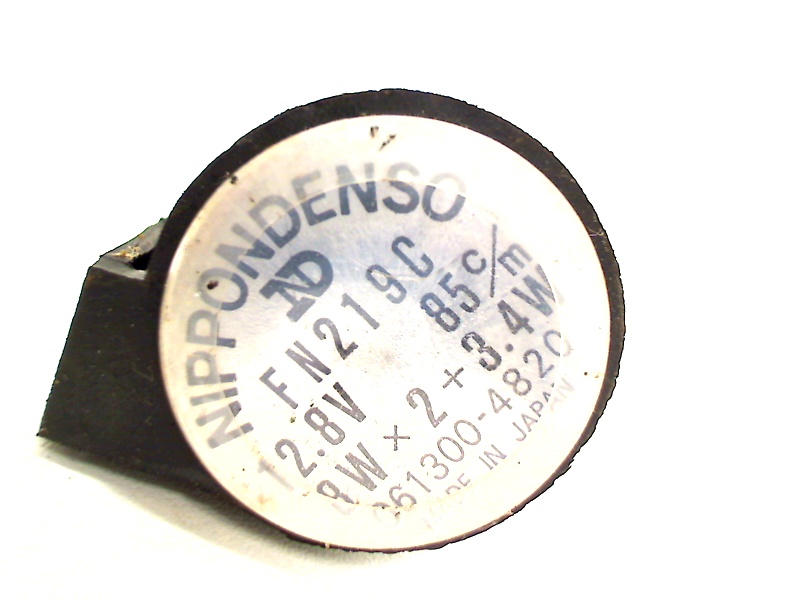 NIPPONDENSO
ND
FN219C
12.8V 85c/m
8W×2+3.4W
061300-4820
MADE IN JAPAN